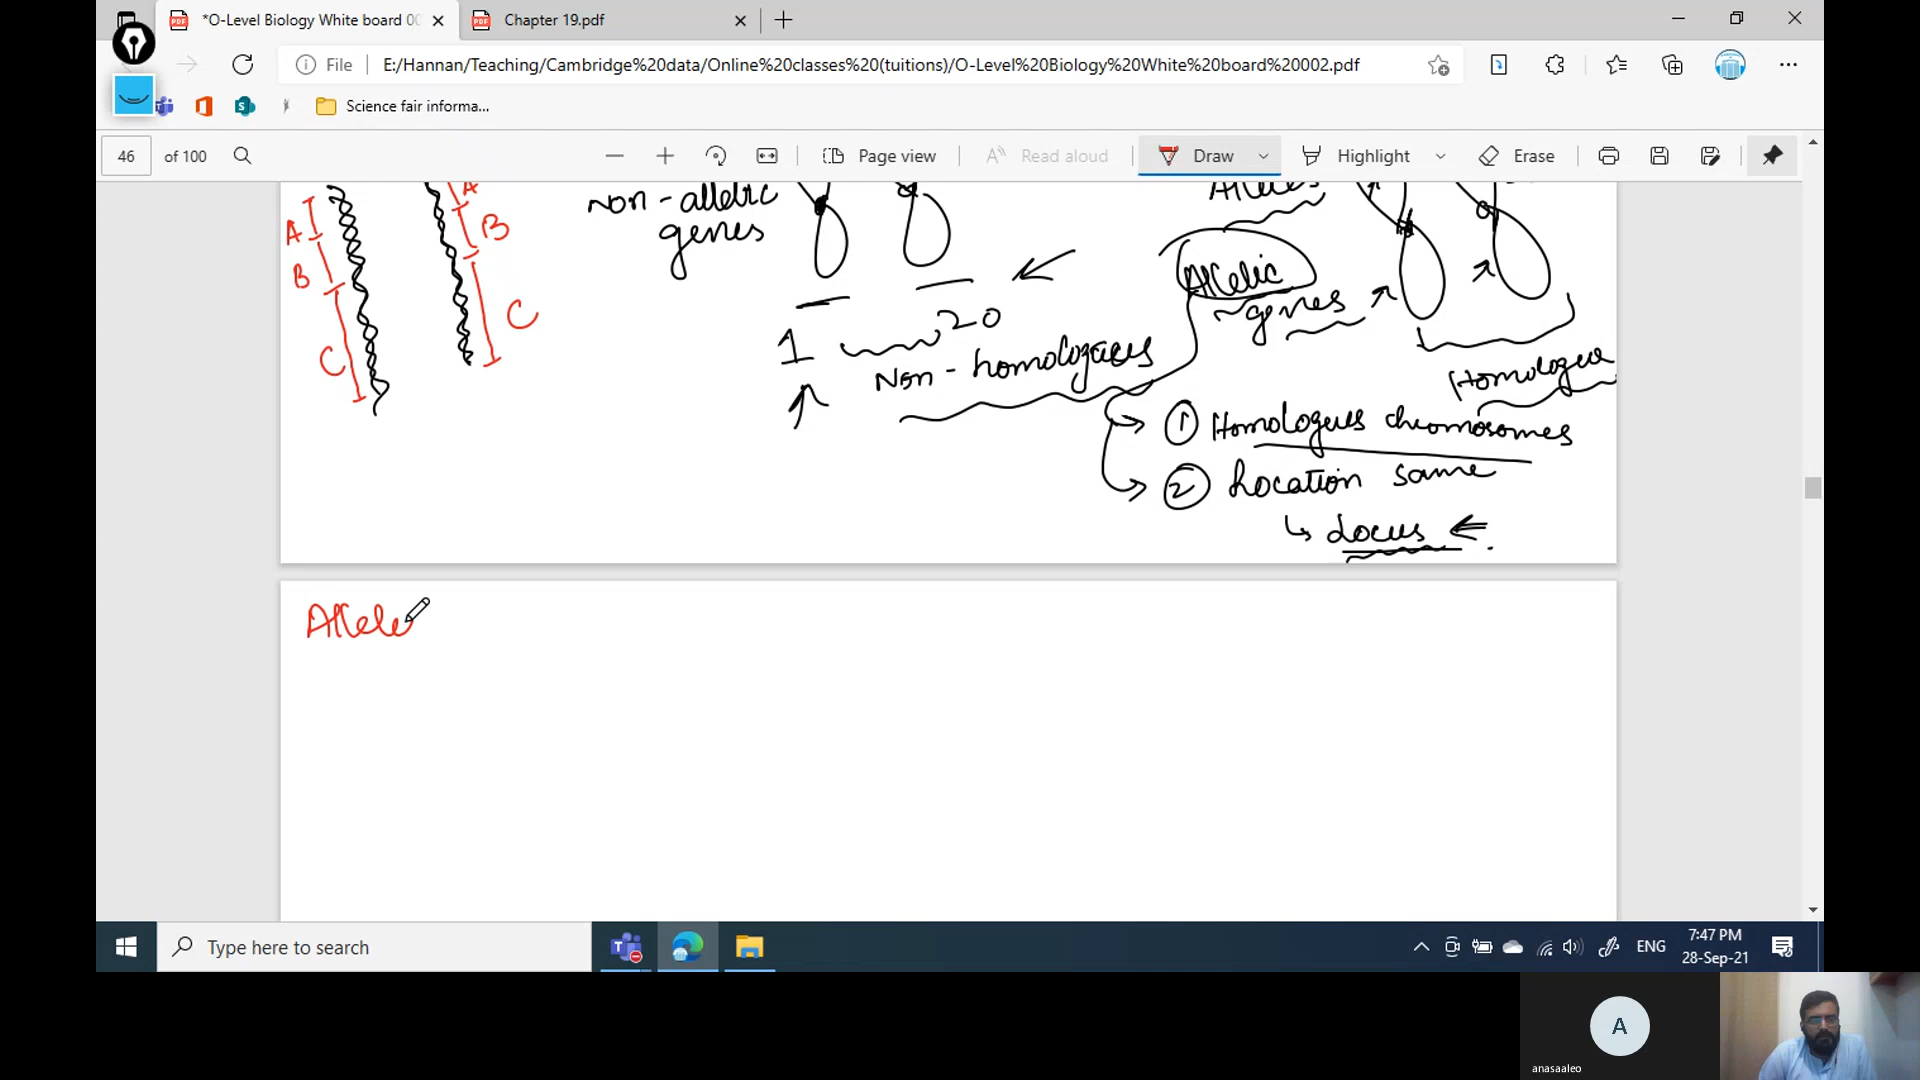 *O-Level Biology White board 00
Chapter 19.pdf
File
E:/Hannan/Teaching/Cambridge%20data/Online%20classes%20(tuitions)/O-Level%20Biology%20White%20board%20002.pdf
Science fair informa...
46 of 100
Page view
Read aloud
Draw
Highlight
Erase
A
B
C
A
B
C
Non-allelic
genes
1
20
Non-homologues
Alleles
Allelic
genes
Homologue
① Homologues chromosomes
② Location same
↳ Locus
Allele
Type here to search
ENG
7:47 PM
28-Sep-21
A
anasaaleo